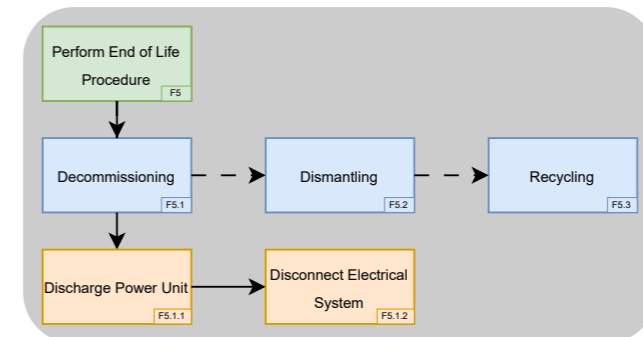 Perform End of Life
Procedure
F5
Decommissioning
F5.1
Dismantling
F5.2
Recycling
F5.3
Discharge Power Unit
F5.1.1
Disconnect Electrical
System
F5.1.2